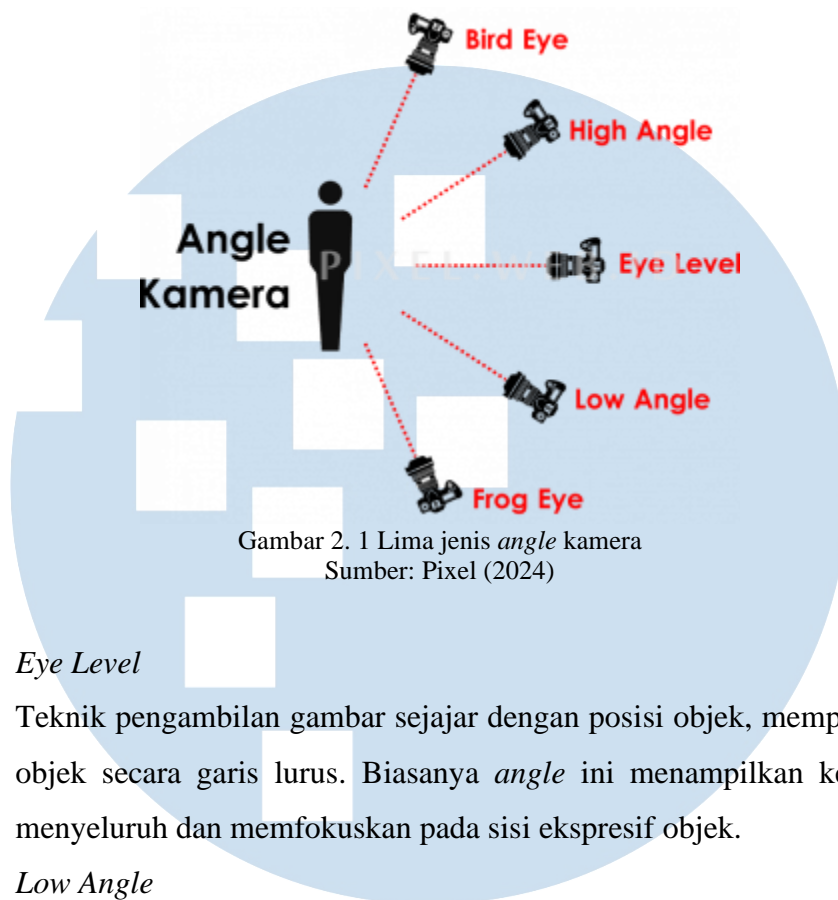 Bird Eye
High Angle
Angle
Kamera
Eye Level
Low Angle
Frog Eye
Gambar 2. 1 Lima jenis angle kamera
Sumber: Pixel (2024)
Eye Level
Teknik pengambilan gambar sejajar dengan posisi objek,
objek secara garis lurus. Biasanya angle ini menampilkan
menyeluruh dan memfokuskan pada sisi ekspresif objek.
Low Angle